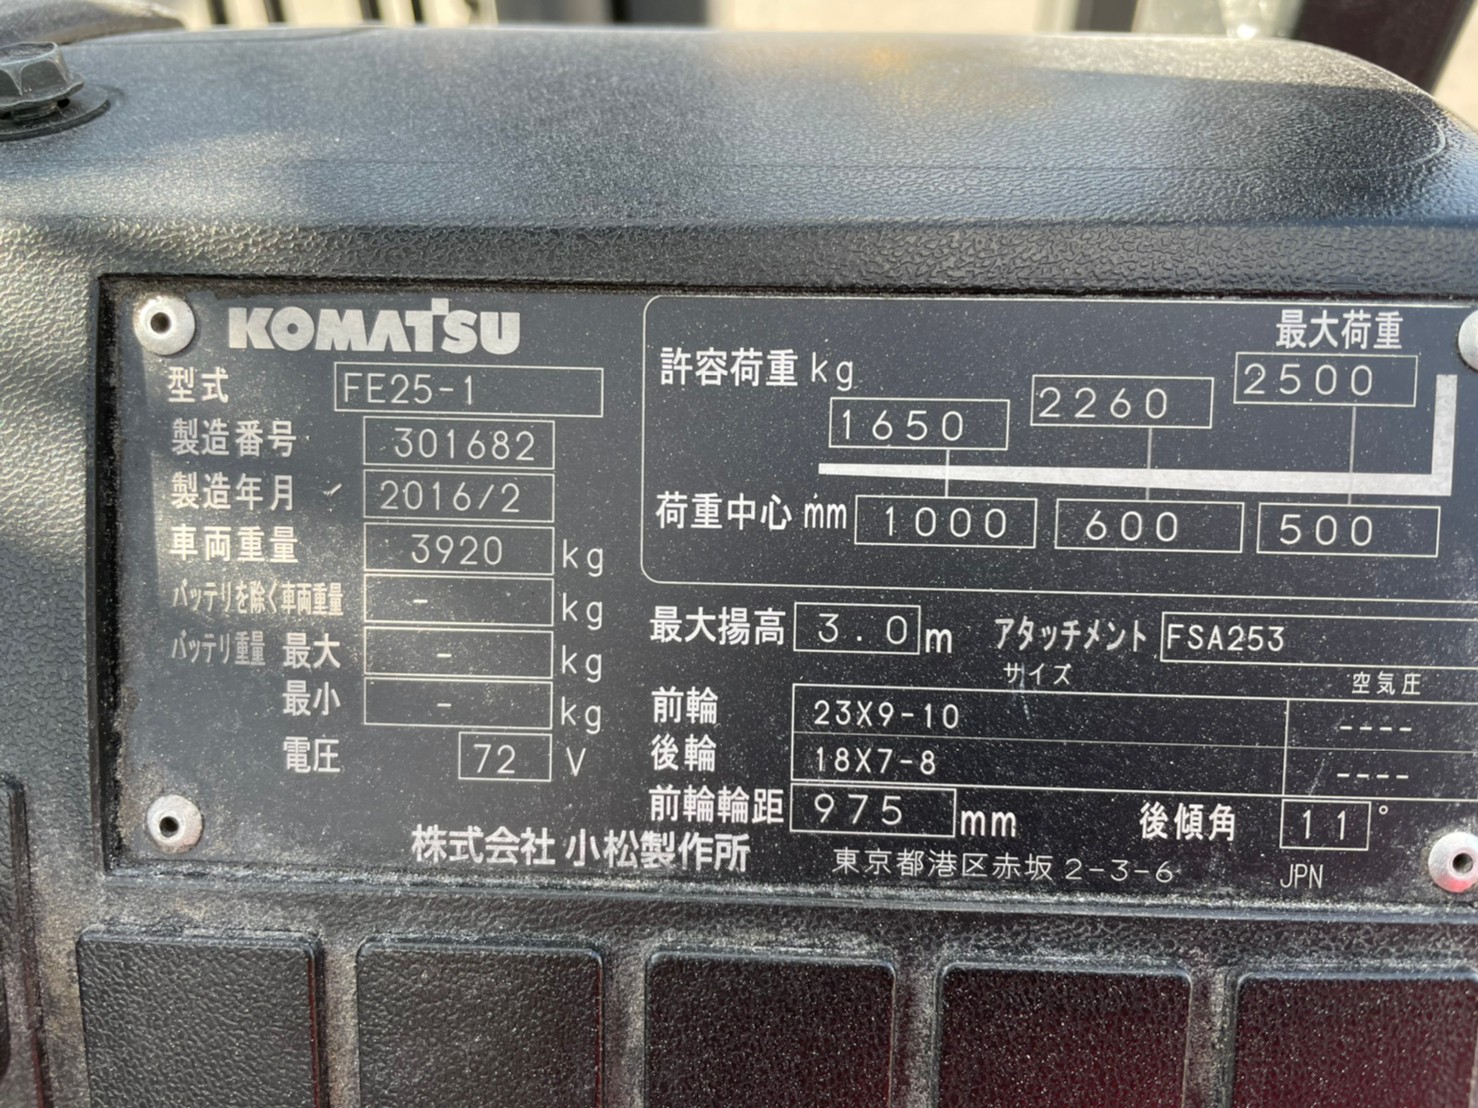 KOMATSU
型式 FE25-1
製造番号 301682
製造年月 2016/2
車両重量 3920 kg
バッテリを除く車両重量 - kg
バッテリ重量 最大 - kg
最小 - kg
電圧 72 V
最大荷重
許容荷重 kg 1650 2260 2500
荷重中心 mm 1000 600 500
最大揚高 3.0 m アタッチメント FSA253
サイズ 空気圧
前輪 23X9-10 ----
後輪 18X7-8 ----
前輪輪距 975 mm 後傾角 11°
株式会社 小松製作所 東京都港区赤坂 2-3-6 JPN